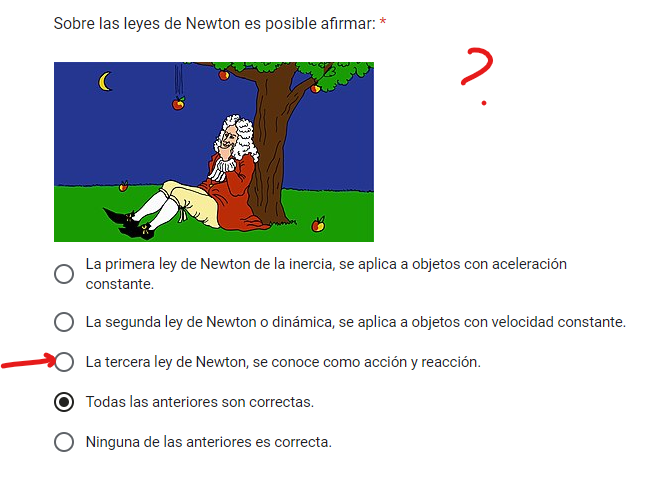 Sobre las leyes de Newton es posible afirmar: *
?
La primera ley de Newton de la inercia, se aplica a objetos con aceleración
constante.
La segunda ley de Newton o dinámica, se aplica a objetos con velocidad constante.
La tercera ley de Newton, se conoce como acción y reacción.
Todas las anteriores son correctas.
Ninguna de las anteriores es correcta.